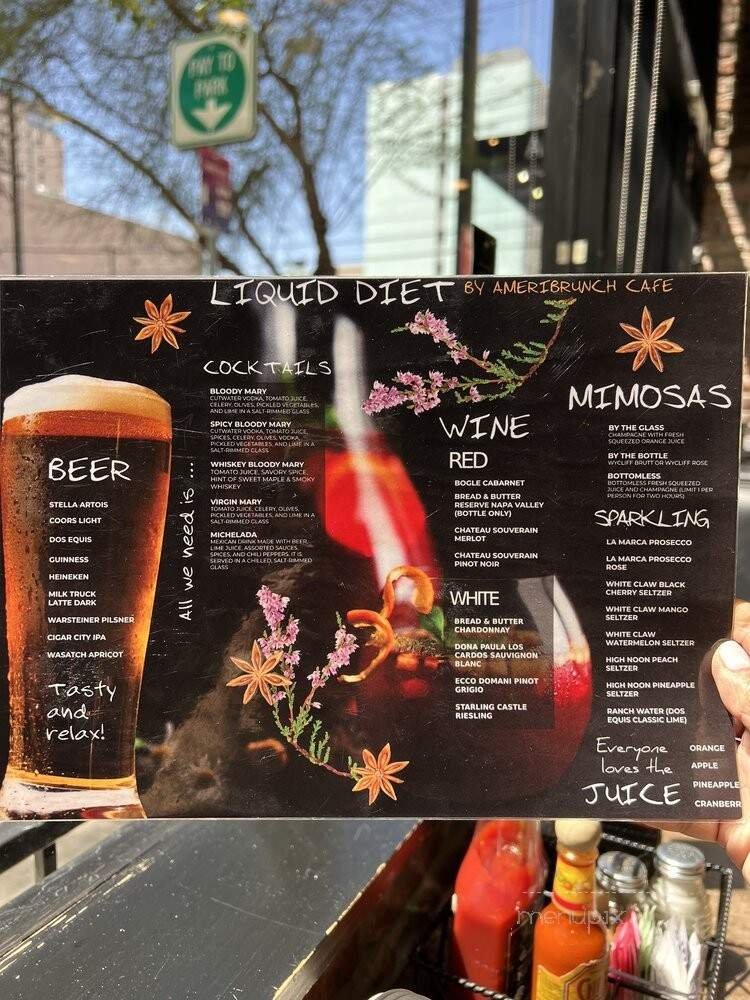 PAY TO
PARK
LIQUID DIET BY AMERIBRUNCH CAFE
BEER
STELLA ARTOIS
COORS LIGHT
DOS EQUIS
GUINNESS
HEINEKEN
MILK TRUCK
LATTE DARK
WARSTEINER PILSNER
CIGAR CITY IPA
WASATCH APRICOT
Tasty
and
relax!
All we need is ...
COCKTAILS
BLOODY MARY
CUTWATER VODKA, TOMATO JUICE,
CELERY, OLIVES, PICKLED VEGETABLES,
AND LIME IN A SALT-RIMMED GLASS
SPICY BLOODY MARY
CUTWATER VODKA, TOMATO JUICE,
SPICES, CELERY, OLIVES, VODKA,
PICKLED VEGETABLES, AND LIME IN A
SALT-RIMMED GLASS
WHISKEY BLOODY MARY
TOMATO JUICE, SAVORY SPICE,
HINT OF SWEET MAPLE & SMOKY
WHISKEY
VIRGIN MARY
TOMATO JUICE, CELERY, OLIVES,
PICKLED VEGETABLES, AND LIME IN A
SALT-RIMMED GLASS
MICHELADA
MEXICAN DRINK MADE WITH BEER,
LIME JUICE, ASSORTED SAUCES,
SPICES, AND CHILI PEPPERS. IT IS
SERVED IN A CHILLED, SALT-RIMMED
GLASS
WINE
RED
BOGLE CABARNET
BREAD & BUTTER
RESERVE NAPA VALLEY
(BOTTLE ONLY)
CHATEAU SOUVERAIN
MERLOT
CHATEAU SOUVERAIN
PINOT NOIR
WHITE
BREAD & BUTTER
CHARDONNAY
DONA PAULA LOS
CARDOS SAUVIGNON
BLANC
ECCO DOMANI PINOT
GRIGIO
STARLING CASTLE
RIESLING
MIMOSAS
BY THE GLASS
CHAMPAGNE WITH FRESH
SQUEEZED ORANGE JUICE
BY THE BOTTLE
WYCLIFF BRUTT OR WYCLIFF ROSE
BOTTOMLESS
BOTTOMLESS FRESH SQUEEZED
JUICE AND CHAMPAGNE (LIMIT 1 PER
PERSON FOR TWO HOURS)
SPARKLING
LA MARCA PROSECCO
LA MARCA PROSECCO
ROSE
WHITE CLAW BLACK
CHERRY SELTZER
WHITE CLAW MANGO
SELTZER
WHITE CLAW
WATERMELON SELTZER
HIGH NOON PEACH
SELTZER
HIGH NOON PINEAPPLE
SELTZER
RANCH WATER (DOS
EQUIS CLASSIC LIME)
Everyone
loves the
JUICE
ORANGE
APPLE
PINEAPPLE
CRANBERR
menupix